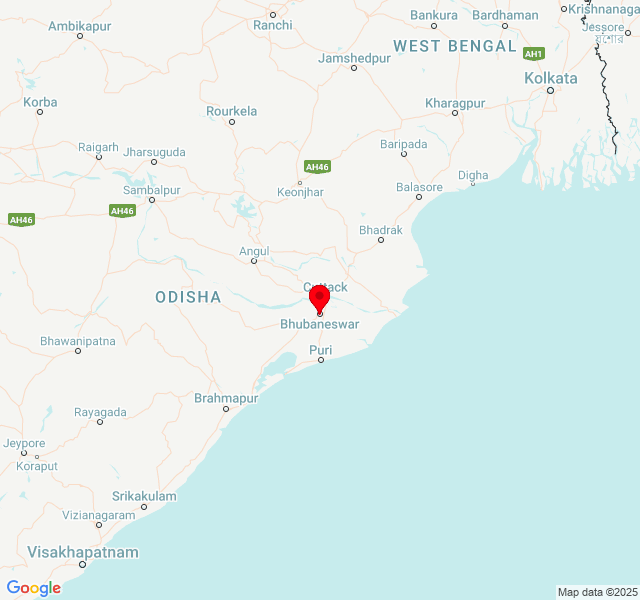 Ambikapur
Ranchi
Bankura
Bardhaman
Krishnanagar
Jessore
যশোর
WEST BENGAL
Jamshedpur
AH1
Kolkata
Korba
Rourkela
Kharagpur
Raigarh
Jharsuguda
Baripada
AH46
Keonjhar
Digha
Sambalpur
Balasore
AH46
AH46
Bhadrak
Angul
Cuttack
ODISHA
Bhubaneswar
Bhawanipatna
Puri
Brahmapur
Rayagada
Jeypore
Koraput
Srikakulam
Vizianagaram
Visakhapatnam
Google
Map data ©2025